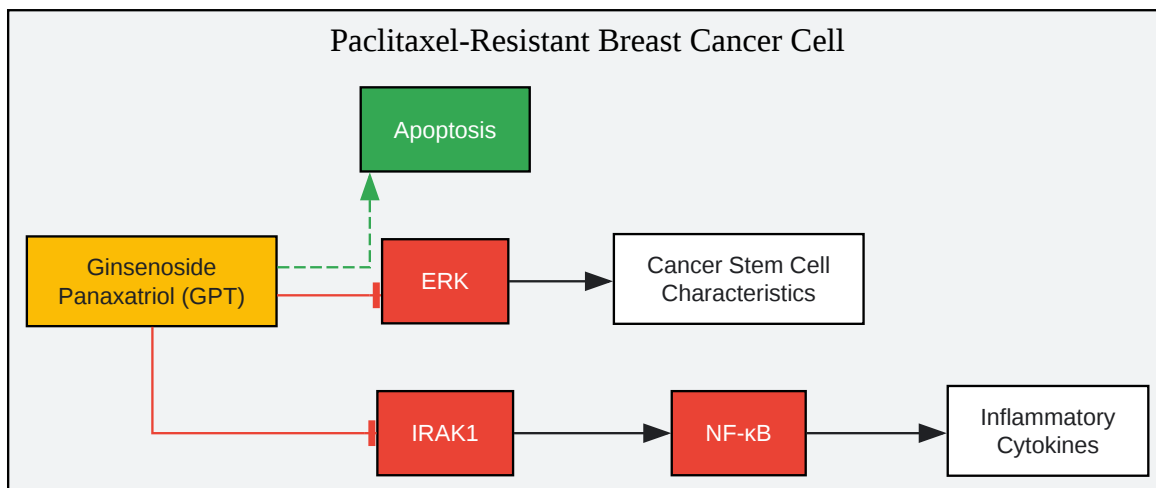 Paclitaxel-Resistant Breast Cancer Cell
Apoptosis
Ginsenoside
Panaxatriol (GPT)
ERK
Cancer Stem Cell
Characteristics
IRAK1
NF-κB
Inflammatory
Cytokines